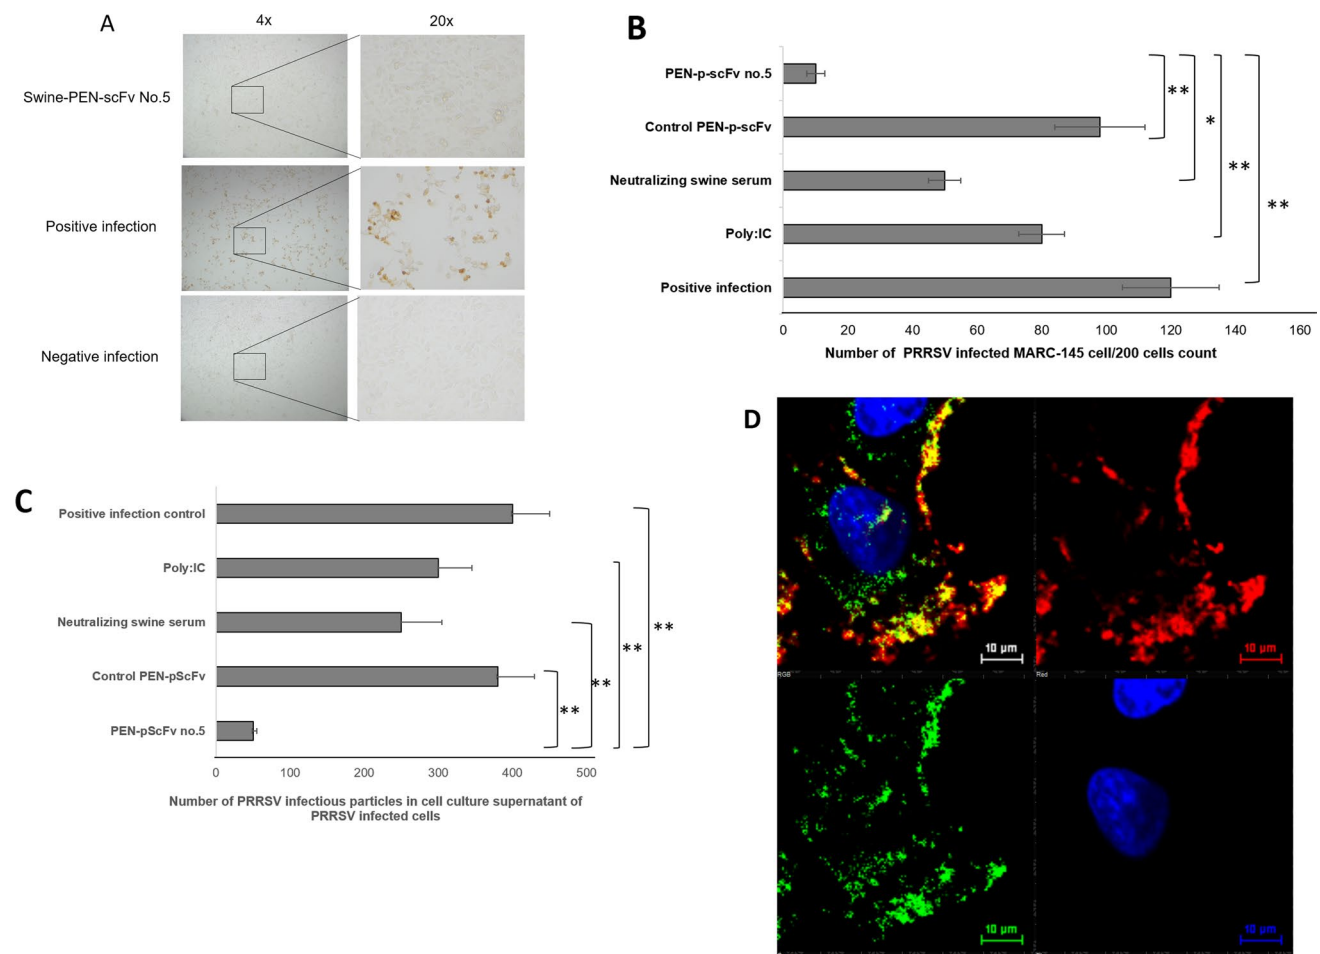 A
4x
20x
Swine-PEN-scFv No.5
Positive infection
Negative infection
B
PEN-p-scFv no.5
Control PEN-p-scFv
Neutralizing swine serum
Poly:IC
Positive infection
**
*
**
**
0 20 40 60 80 100 120 140 160
Number of PRRSV infected MARC-145 cell/200 cells count
C
Positive infection control
Poly:IC
Neutralizing swine serum
Control PEN-pScFv
PEN-pScFv no.5
**
**
**
**
0 100 200 300 400 500
Number of PRRSV infectious particles in cell culture supernatant of
PRRSV infected cells
D
10 µm
10 µm
RGB
Red
10 µm
10 µm